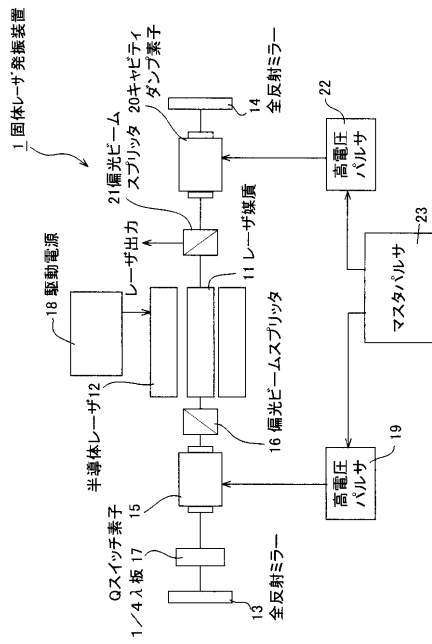 1 固体レーザ発振装置
18 駆動電源
半導体レーザ12
Qスイッチ素子
15
1/4λ板 17
13
全反射ミラー
レーザ出力
21偏光ビーム
スプリッタ
20キャビティ
ダンプ素子
14
全反射ミラー
11 レーザ媒質
16 偏光ビームスプリッタ
19
高電圧
パルサ
22
高電圧
パルサ
23
マスタパルサ